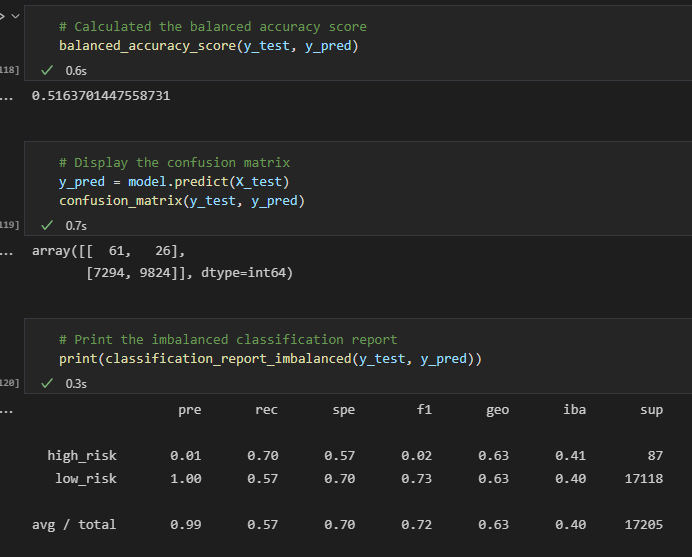 # Calculated the balanced accuracy score
balanced_accuracy_score(y_test, y_pred)
118] ✓ 0.6s
... 0.5163701447558731
# Display the confusion matrix
y_pred = model.predict(X_test)
confusion_matrix(y_test, y_pred)
119] ✓ 0.7s
... array([[  61,   26],
       [7294, 9824]], dtype=int64)
# Print the imbalanced classification report
print(classification_report_imbalanced(y_test, y_pred))
120] ✓ 0.3s
... pre rec spe f1 geo iba sup
high_risk 0.01 0.70 0.57 0.02 0.63 0.41 87
low_risk 1.00 0.57 0.70 0.73 0.63 0.40 17118
avg / total 0.99 0.57 0.70 0.72 0.63 0.40 17205